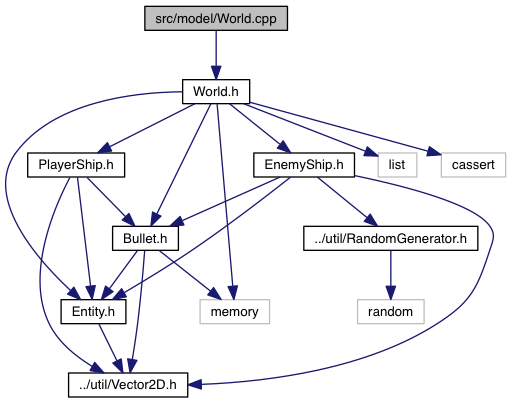 src/model/World.cpp
World.h
PlayerShip.h
EnemyShip.h
list
cassert
Bullet.h
../util/RandomGenerator.h
Entity.h
memory
random
../util/Vector2D.h